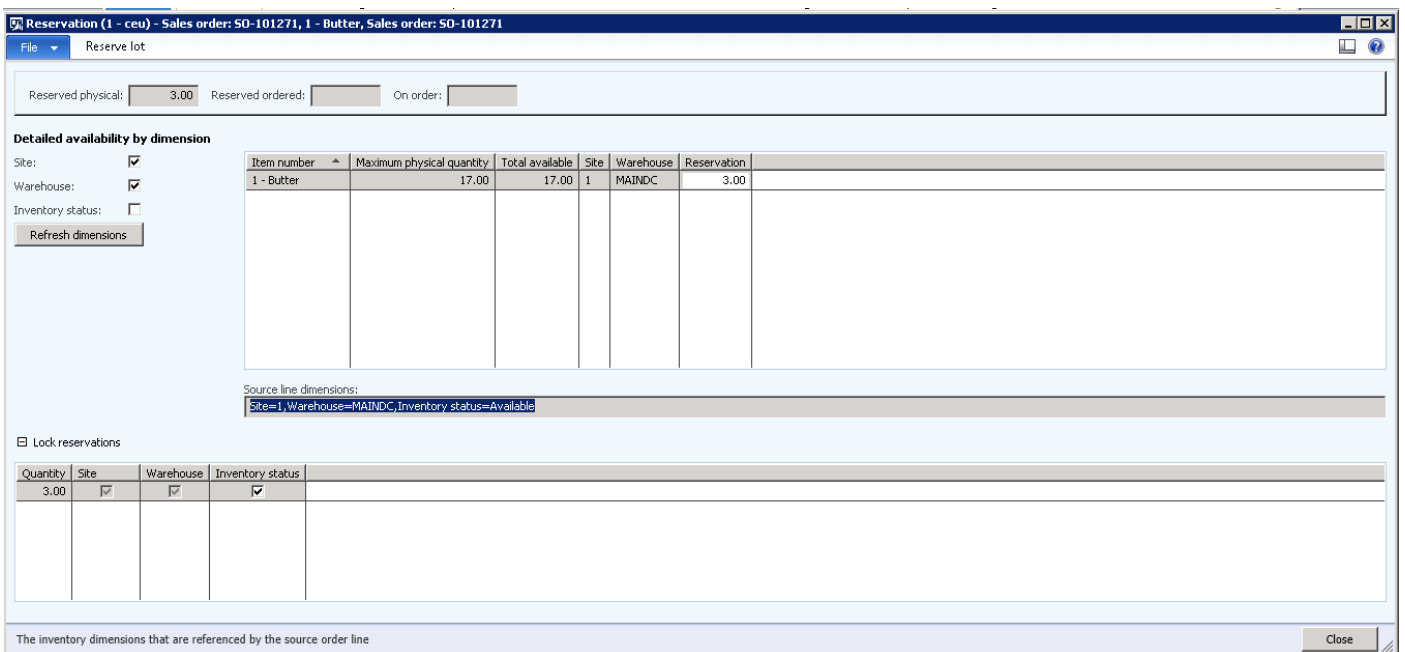 Reservation (1 - ceu) - Sales order: SO-101271, 1 - Butter, Sales order: SO-101271
File Reserve lot
Reserved physical: 3.00 Reserved ordered: On order:
Detailed availability by dimension
Site:
Warehouse:
Inventory status:
Refresh dimensions
Item number Maximum physical quantity Total available Site Warehouse Reservation
1 - Butter 17.00 17.00 1 MAINDC 3.00
Source line dimensions:
Site=1,Warehouse=MAINDC,Inventory status=Available
Lock reservations
Quantity Site Warehouse Inventory status
3.00
The inventory dimensions that are referenced by the source order line
Close